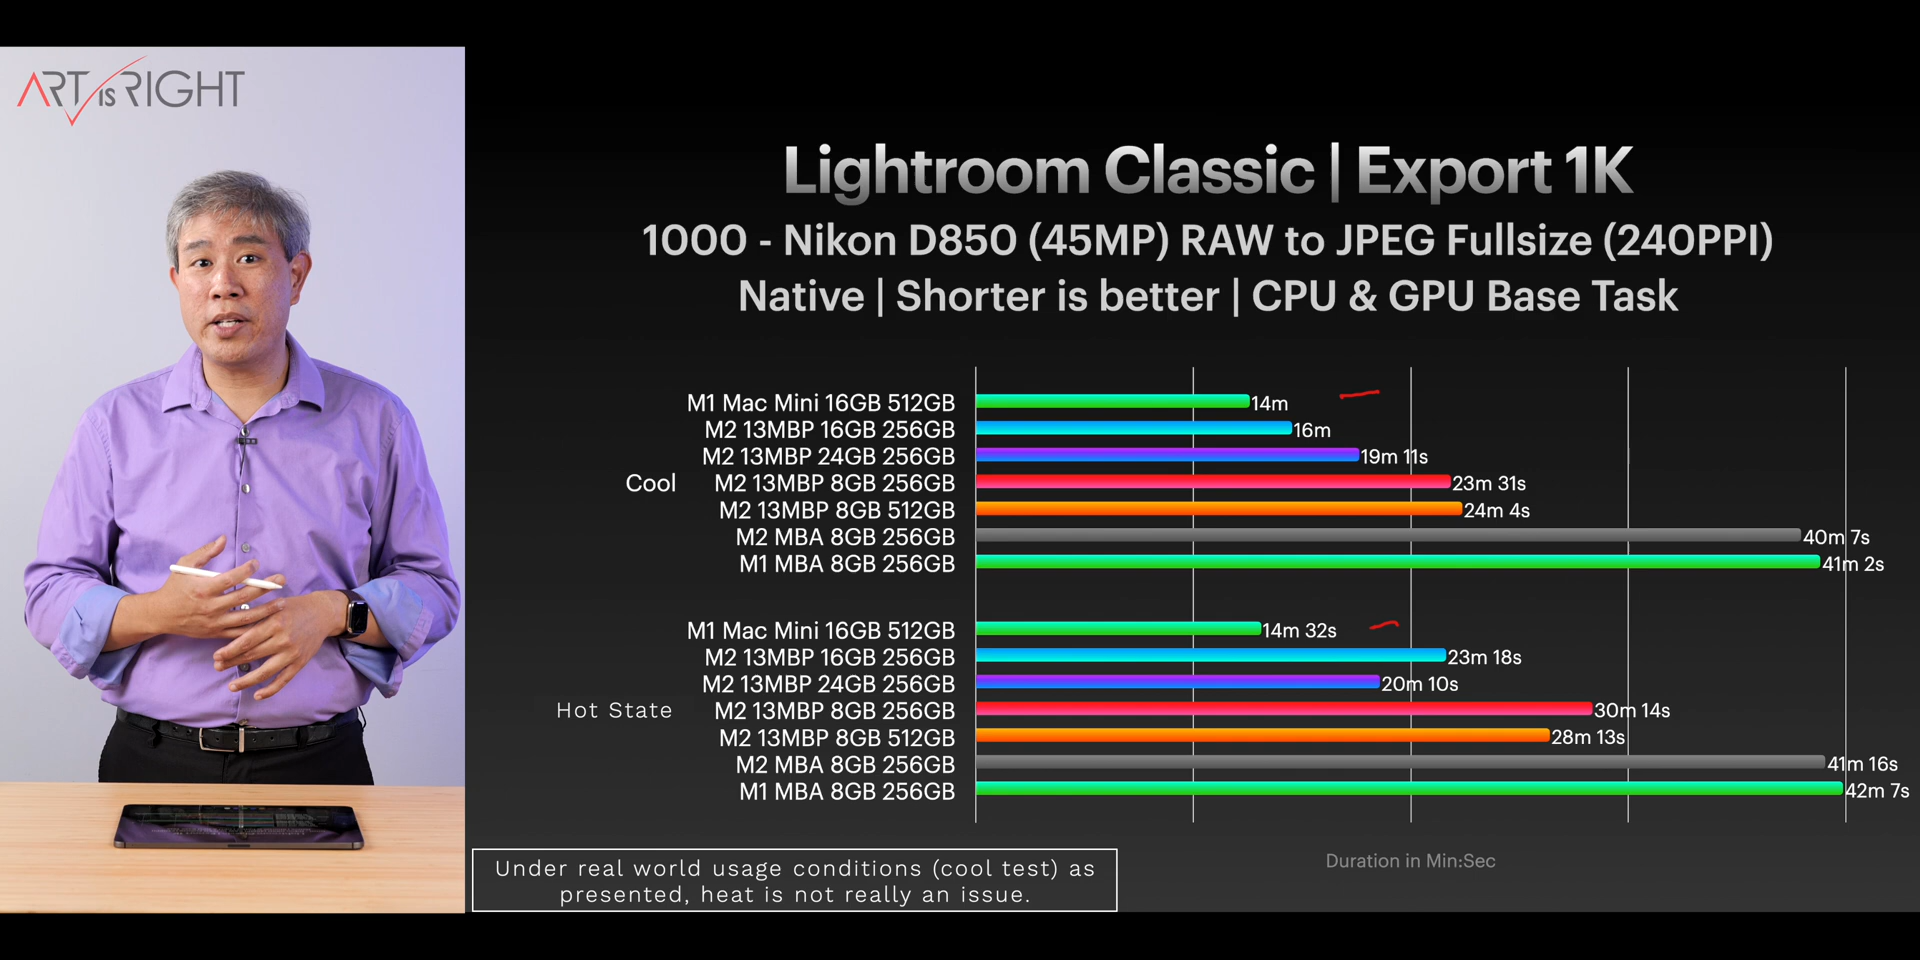 ART IS RIGHT
Lightroom Classic | Export 1K
1000 - Nikon D850 (45MP) RAW to JPEG Fullsize (240PPI)
Native | Shorter is better | CPU & GPU Base Task
Cool
M1 Mac Mini 16GB 512GB 14m
M2 13MBP 16GB 256GB 16m
M2 13MBP 24GB 256GB 19m 11s
M2 13MBP 8GB 256GB 23m 31s
M2 13MBP 8GB 512GB 24m 4s
M2 MBA 8GB 256GB 40m 7s
M1 MBA 8GB 256GB 41m 2s
Hot State
M1 Mac Mini 16GB 512GB 14m 32s
M2 13MBP 16GB 256GB 23m 18s
M2 13MBP 24GB 256GB 20m 10s
M2 13MBP 8GB 256GB 30m 14s
M2 13MBP 8GB 512GB 28m 13s
M2 MBA 8GB 256GB 41m 16s
M1 MBA 8GB 256GB 42m 7s
Duration in Min:Sec
Under real world usage conditions (cool test) as
presented, heat is not really an issue.